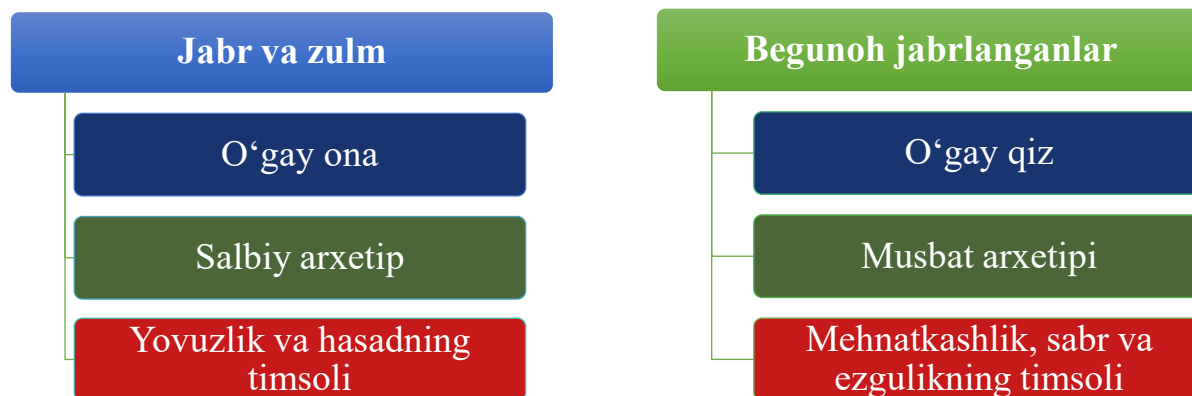 Jabr va zulm
O‘gay ona
Salbiy arxetip
Yovuzlik va hasadning
timsoli
Begunoh jabrlanganlar
O‘gay qiz
Musbat arxetipi
Mehnatkashlik, sabr va
ezgulikning timsoli